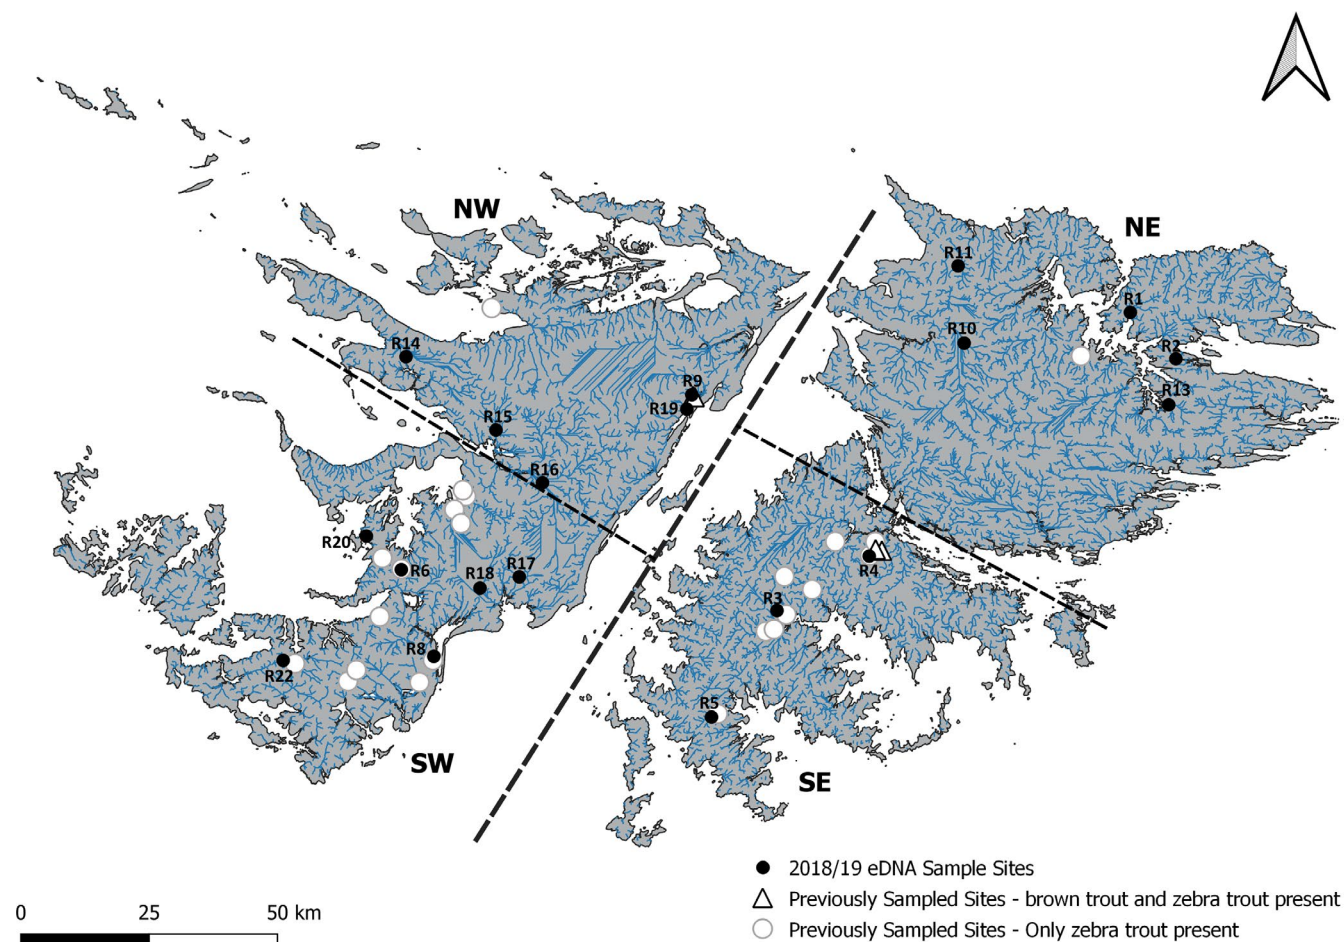 NW
NE
R11
R1
R10
R14
R2
R9
R13
R19
R15
R16
R20
R6
R4
R17
R18
R3
R8
R22
R5
SW
SE
2018/19 eDNA Sample Sites
Previously Sampled Sites - brown trout and zebra trout present
Previously Sampled Sites - Only zebra trout present
0 25 50 km